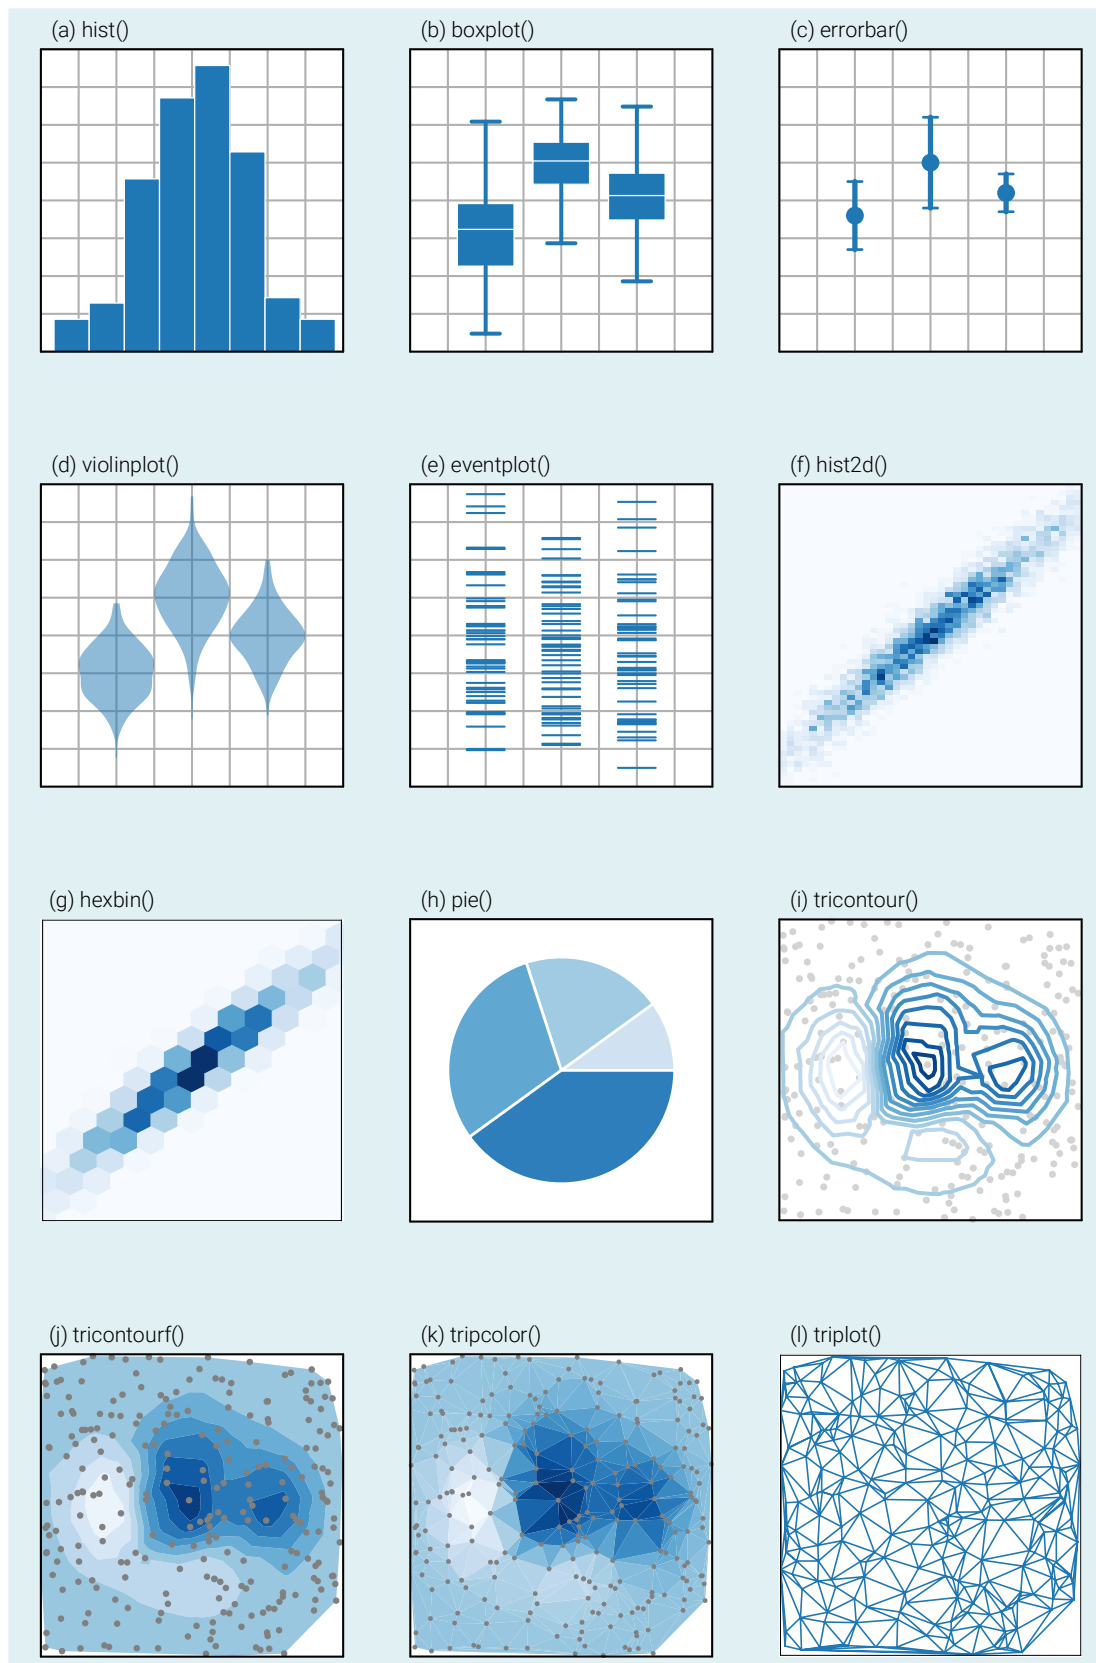 (a) hist()
(b) boxplot()
(c) errorbar()
(d) violinplot()
(e) eventplot()
(f) hist2d()
(g) hexbin()
(h) pie()
(i) tricontour()
(j) tricontourf()
(k) tripcolor()
(l) triplot()